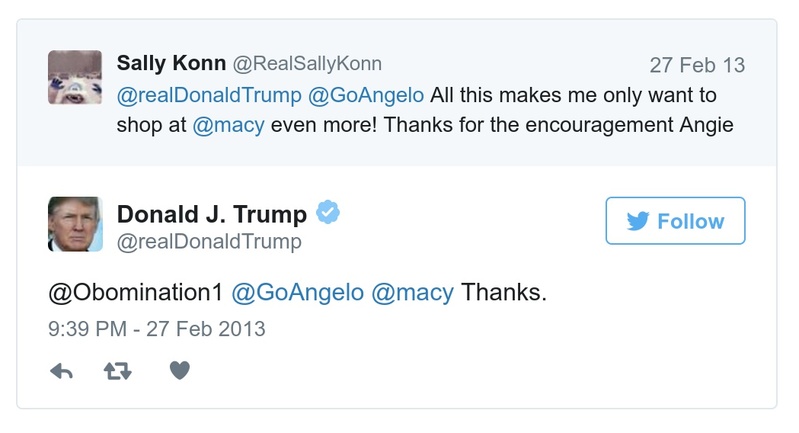 Sally Konn @RealSallyKonn 27 Feb 13
@realDonaldTrump @GoAngelo All this makes me only want to
shop at @macy even more! Thanks for the encouragement Angie
Donald J. Trump
@realDonaldTrump
Follow
@Obomination1 @GoAngelo @macy Thanks.
9:39 PM - 27 Feb 2013